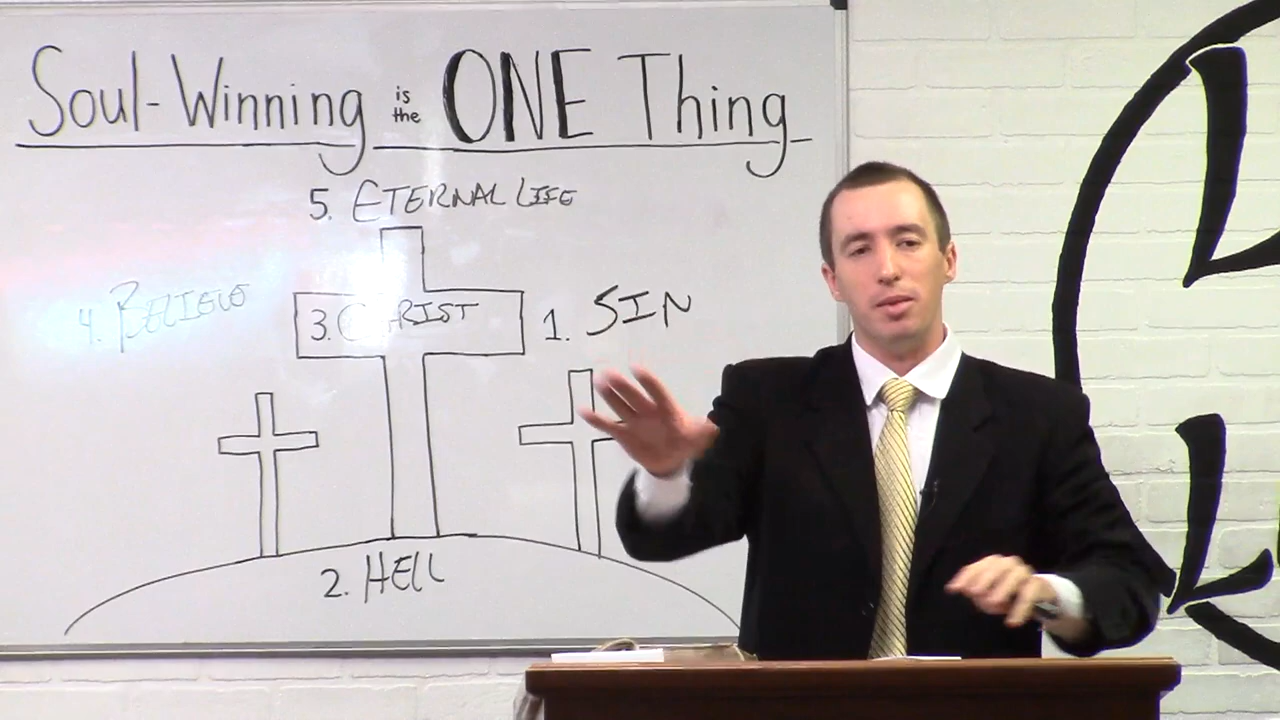 Soul-Winning is the ONE Thing
5. ETERNAL LIFE
4. BELIEVE
3. CHRIST
1. SIN
2. HELL